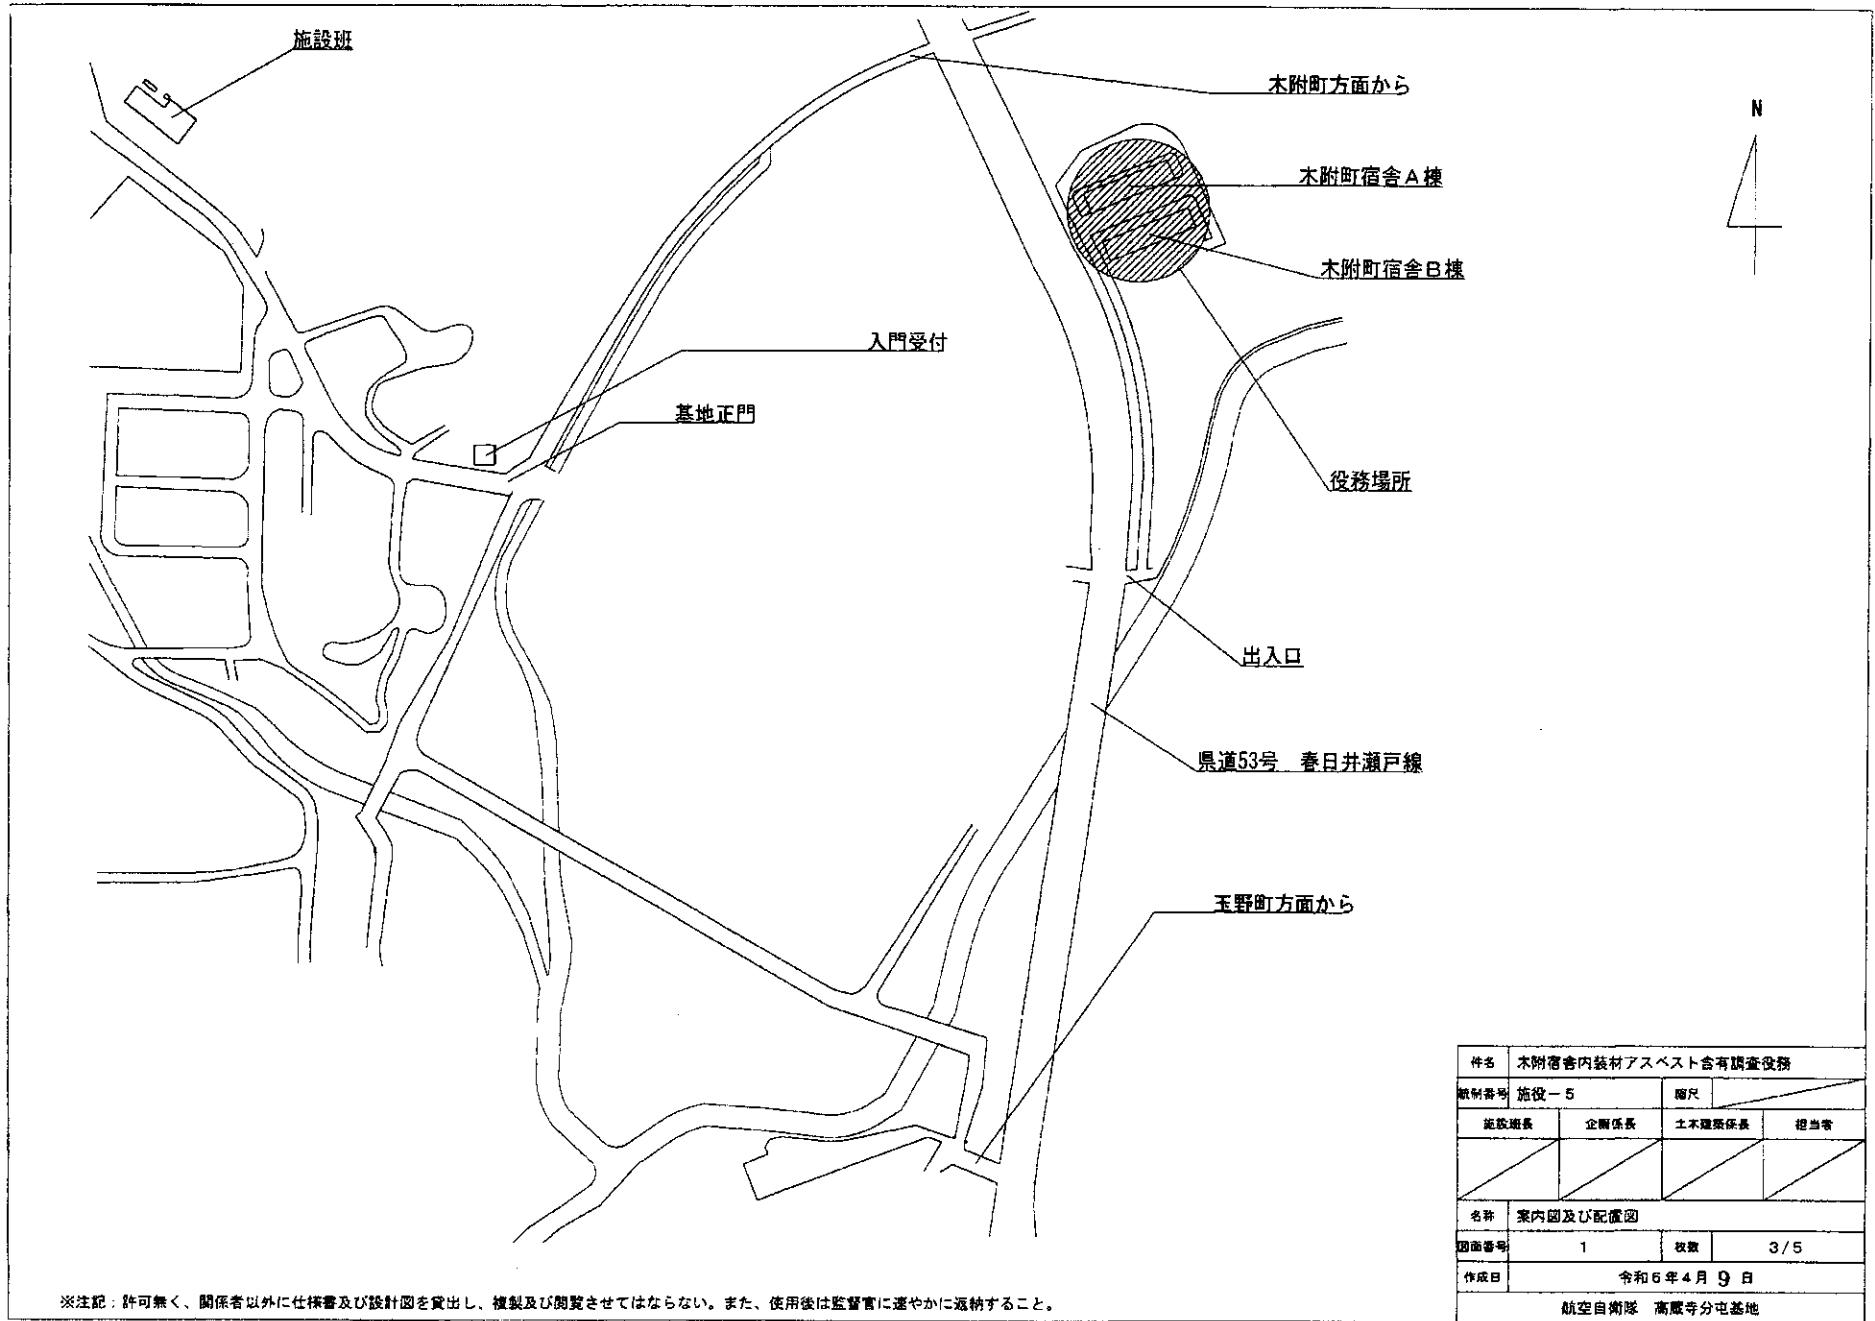 施設班
木附町方面から
N
木附町宿舎A棟
木附町宿舎B棟
入門受付
基地正門
役務場所
出入口
県道53号 春日井瀬戸線
玉野町方面から
件名 木附宿舎内装材アスベスト含有調査役務
統制番号 施役-5 縮尺
施設班長 企画係長 土木建築係長 担当者
名称 案内図及び配置図
図面番号 1 枚数 3/5
作成日 令和6年4月9日
航空自衛隊 高蔵寺分屯基地
※注記:許可無く、関係者以外に仕様書及び設計図を貸出し、複製及び閲覧させてはならない。また、使用後は監督官に速やかに返納すること。